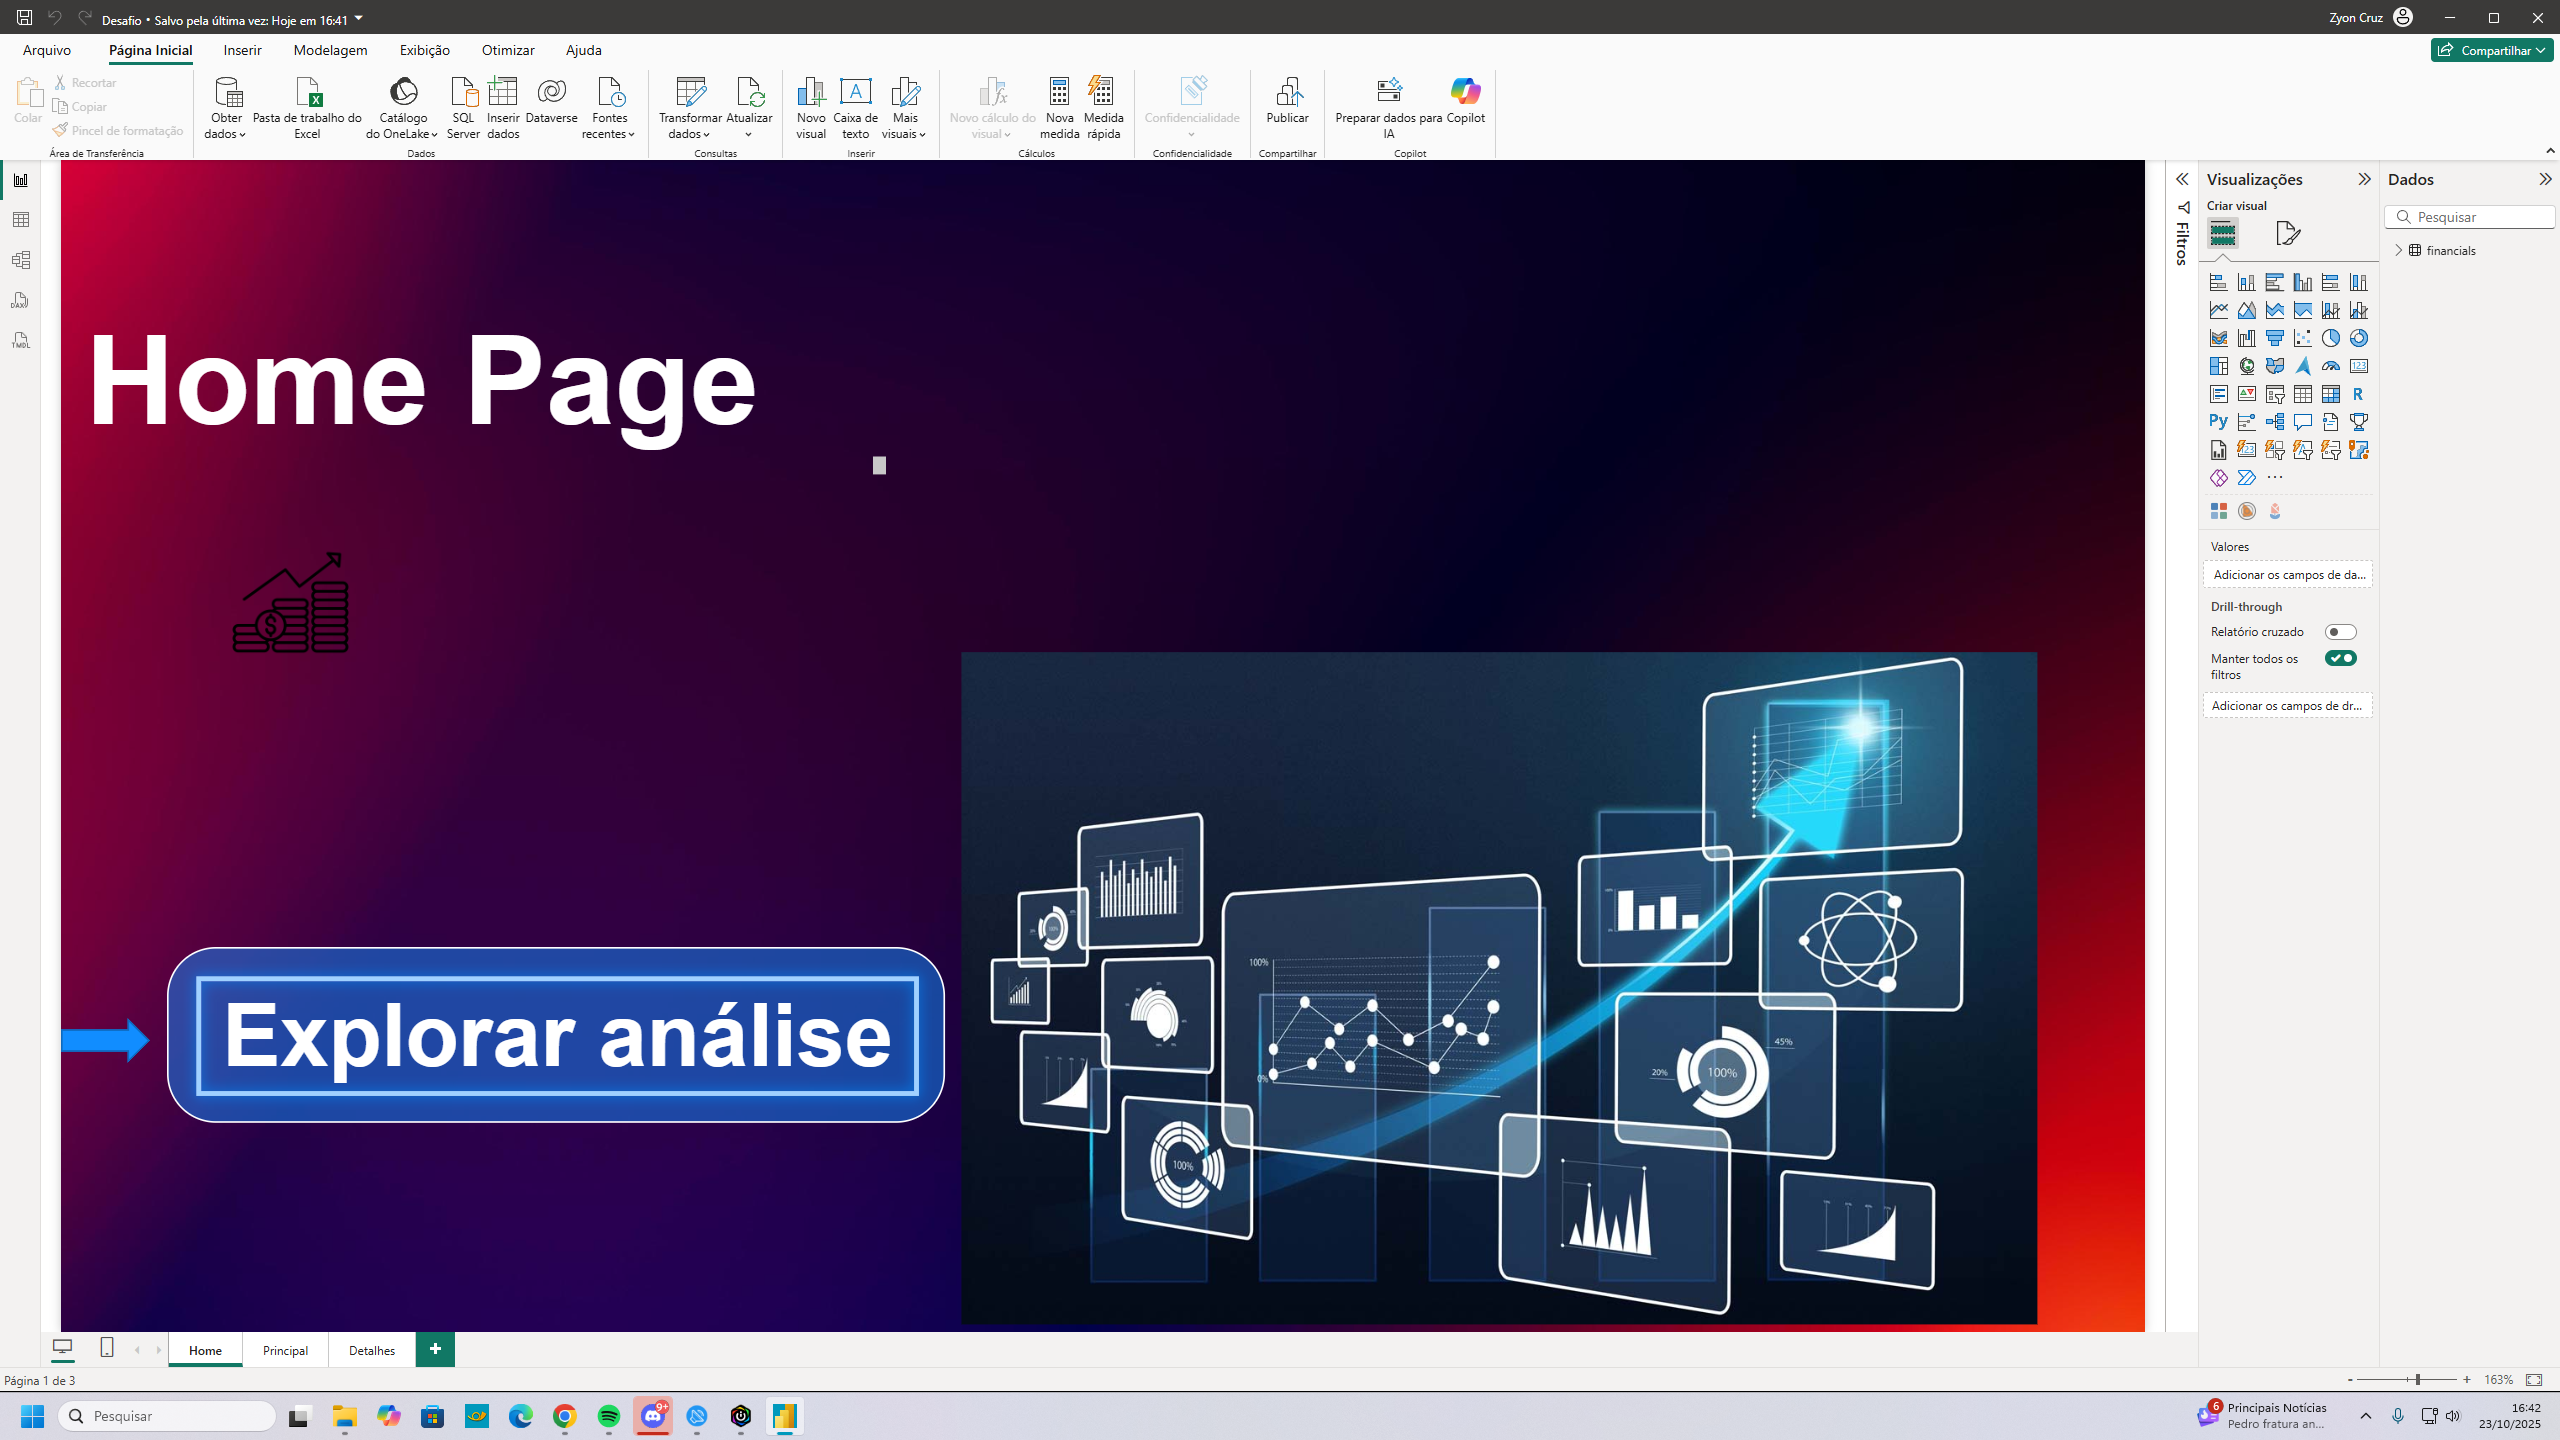 Desafio • Salvo pela última vez: Hoje em 16:41
Zyon Cruz
Arquivo
Página Inicial
Inserir
Modelagem
Exibição
Otimizar
Ajuda
Compartilhar
Colar
Recortar
Copiar
Pincel de formatação
Área de Transferência
Obter
dados
Pasta de trabalho do
Excel
Catálogo
do OneLake
SQL
Server
Inserir
dados
Dataverse
Fontes
recentes
Dados
Transformar
dados
Atualizar
Consultas
Novo
visual
Caixa de
texto
Mais
visuais
Inserir
Novo cálculo do
visual
Nova
medida
Medida
rápida
Cálculos
Confidencialidade
Confidencialidade
Publicar
Compartilhar
Preparar dados para
IA
Copilot
Copilot
DAX
TMDL
Home Page
Explorar análise
100%
0%
100%
100%
20%
45%
Filtros
Visualizações
Criar visual
123
R
Py
123
Valores
Adicionar os campos de da...
Drill-through
Relatório cruzado
Manter todos os
filtros
Adicionar os campos de dr...
Dados
Pesquisar
financials
Home
Principal
Detalhes
+
Página 1 de 3
- + 163%
Pesquisar
9+
6
Principais Notícias
Pedro fratura an...
16:42
23/10/2025